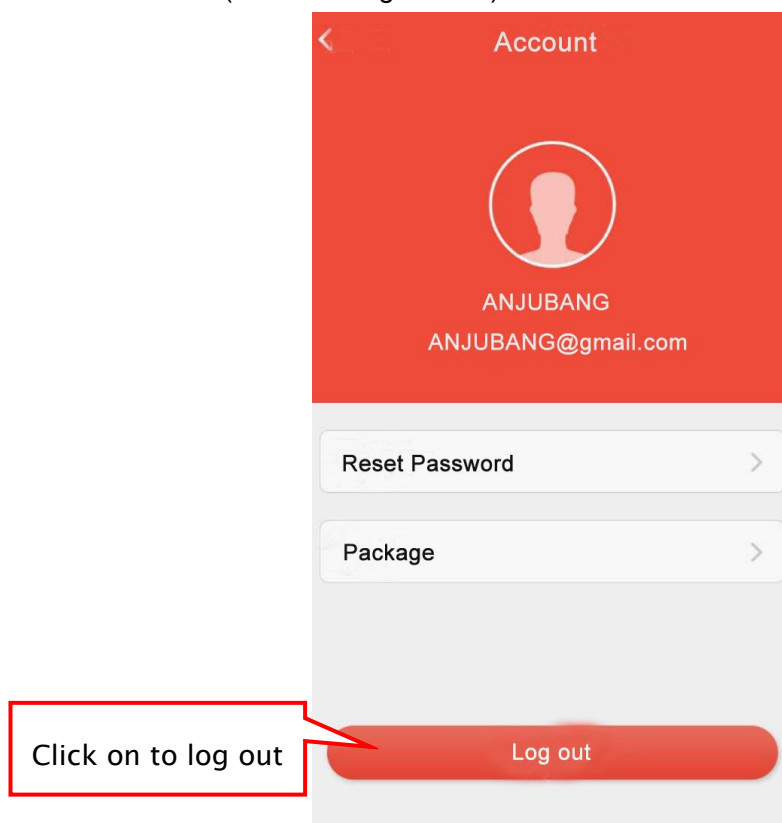 Account
ANJUBANG
ANJUBANG@gmail.com
Reset Password
Package
Click on to log out
Log out